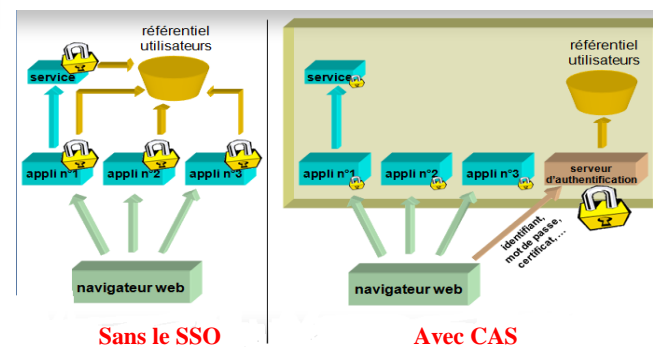 référentiel
utilisateurs
service
appli n°1
appli n°2
appli n°3
navigateur web
Sans le SSO
référentiel
utilisateurs
service
appli n°1
appli n°2
appli n°3
serveur
d'authentification
identifiant,
mot de passe,
certificat, ...
navigateur web
Avec CAS